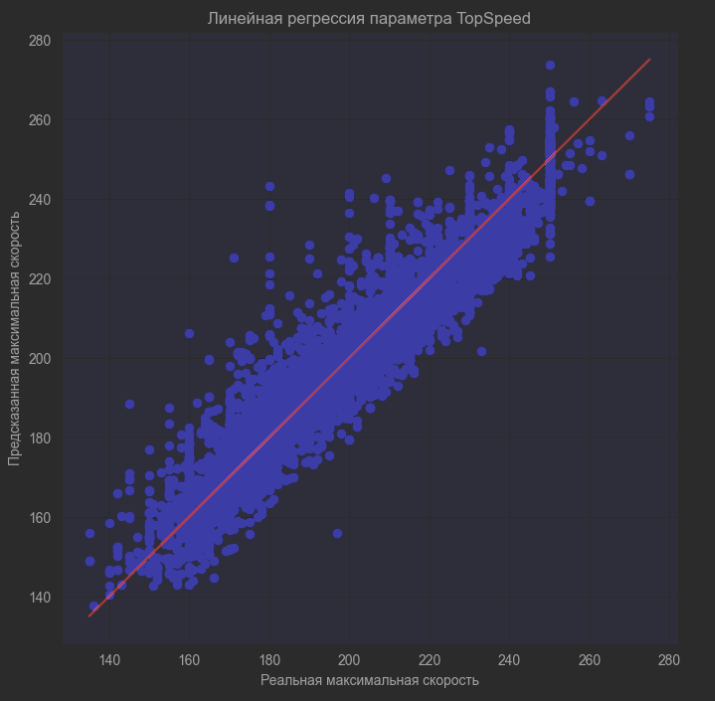 Линейная регрессия параметра TopSpeed
280
260
240
220
200
180
160
140
Предсказанная максимальная скорость
140 160 180 200 220 240 260 280
Реальная максимальная скорость